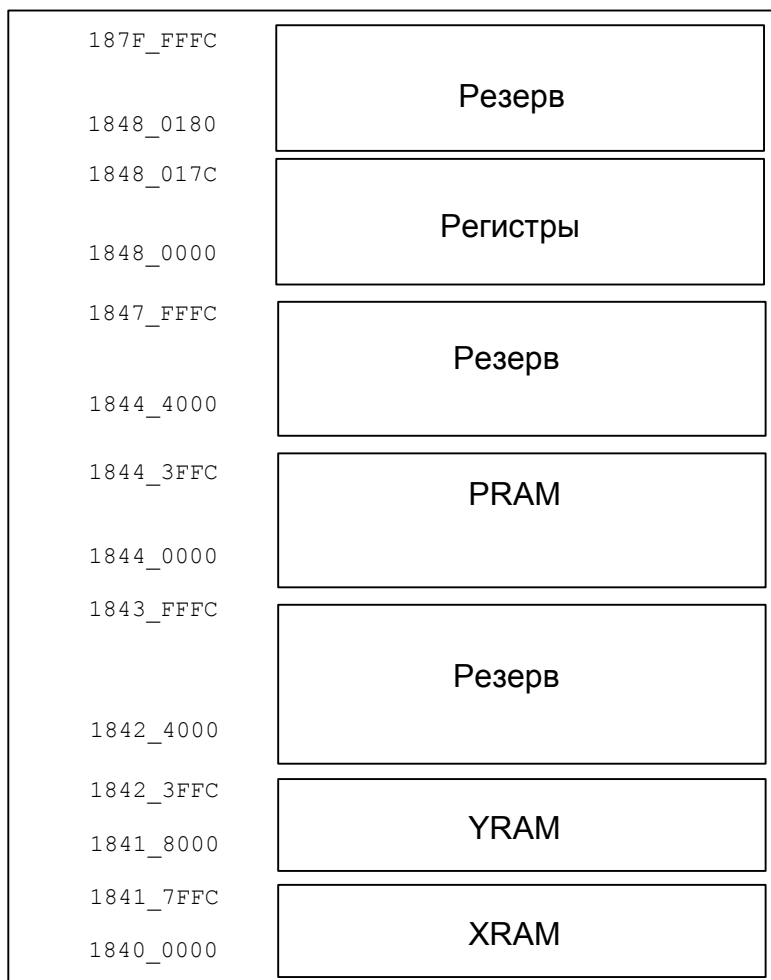 187F_FFFC
Резерв
1848_0180
1848_017C
Регистры
1848_0000
1847_FFFC
Резерв
1844_4000
1844_3FFC
PRAM
1844_0000
1843_FFFC
Резерв
1842_4000
1842_3FFC
YRAM
1841_8000
1841_7FFC
XRAM
1840_0000